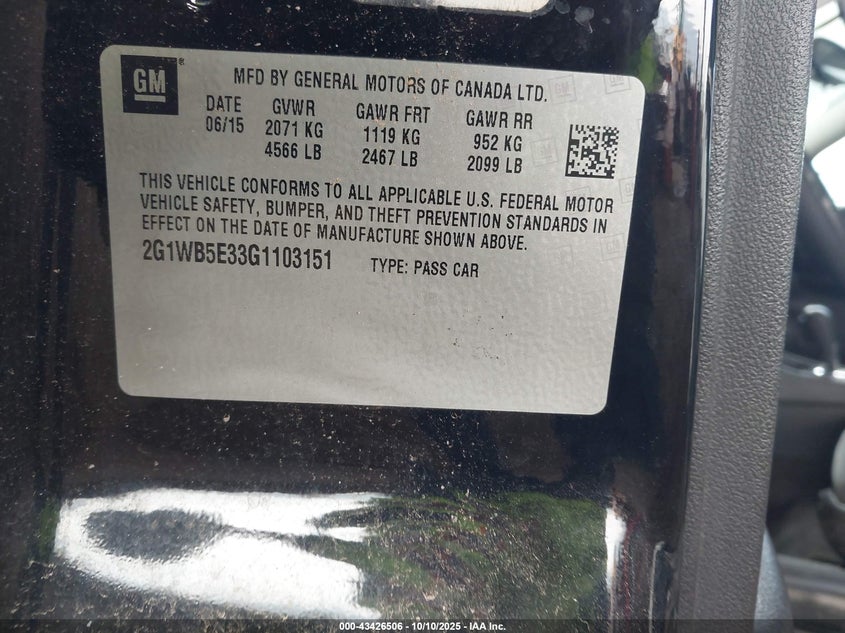 GM ®
MFD BY GENERAL MOTORS OF CANADA LTD.
DATE GVWR GAWR FRT GAWR RR
06/15 2071 KG 1119 KG 952 KG
4566 LB 2467 LB 2099 LB
THIS VEHICLE CONFORMS TO ALL APPLICABLE U.S. FEDERAL MOTOR
VEHICLE SAFETY, BUMPER, AND THEFT PREVENTION STANDARDS IN
EFFECT ON THE DATE OF MANUFACTURE SHOWN ABOVE.
2G1WB5E33G1103151 TYPE: PASS CAR
000-43426506 - 10/10/2025 - IAA Inc.